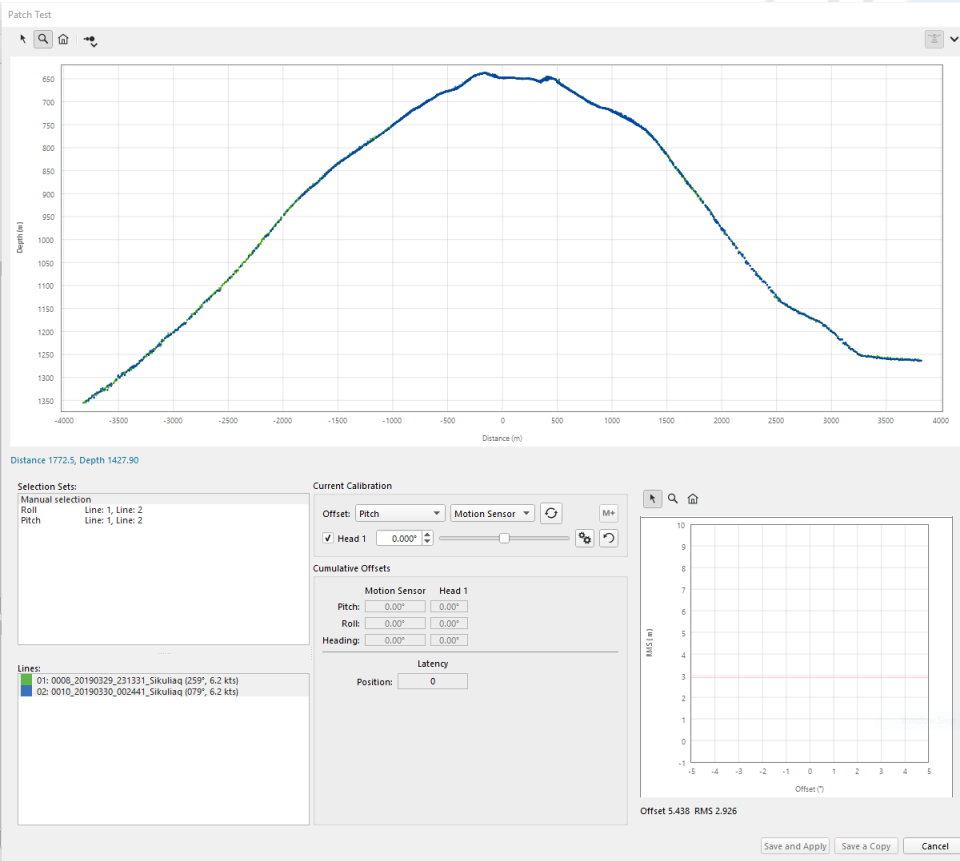 Patch Test
650
700
750
800
850
900
950
1000
1050
1100
1150
1200
1250
1300
1350
Depth (m)
-4000 -3500 -3000 -2500 -2000 -1500 -1000 -500 0 500 1000 1500 2000 2500 3000 3500 4000
Distance (m)
Distance 1772.5, Depth 1427.90
Selection Sets:
Manual selection
Roll Line: 1, Line: 2
Pitch Line: 1, Line: 2
Lines:
01: 0008_20190329_231331_Sikuliaq (259°, 6.2 kts)
02: 0010_20190330_002441_Sikuliaq (079°, 6.2 kts)
Current Calibration
Offset: Pitch Motion Sensor M+
Head 1 0.000°
Cumulative Offsets
Motion Sensor Head 1
Pitch: 0.00° 0.00°
Roll: 0.00° 0.00°
Heading: 0.00° 0.00°
Latency
Position: 0
10
9
8
7
6
5
4
3
2
1
0
-1
RMS (m)
-5 -4 -3 -2 -1 0 1 2 3 4 5
Offset (°)
Offset 5.438 RMS 2.926
Save and Apply Save a Copy Cancel